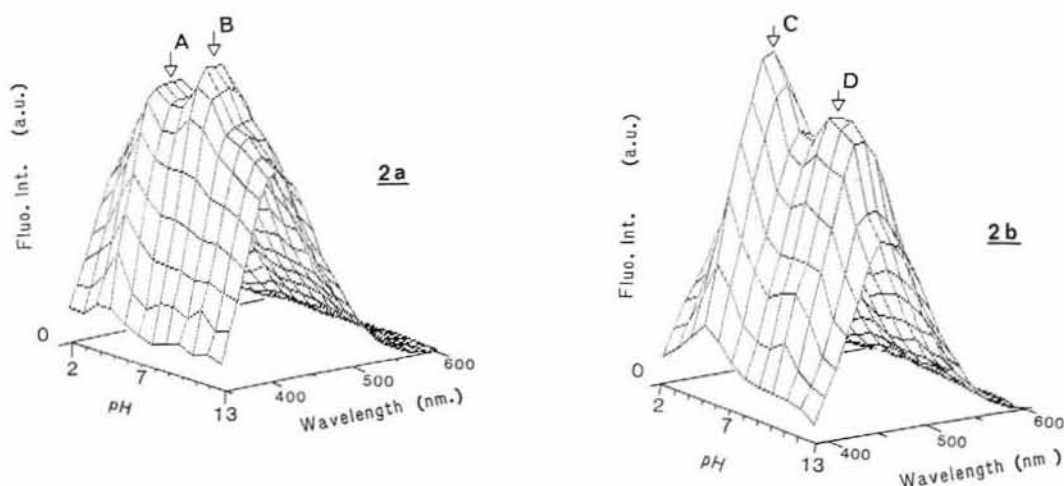 A
B
2a
Fluo. Int. (a.u.)
0
2
7
13
pH
400
500
600
Wavelength (nm.)
C
D
2b
Fluo. Int. (a.u.)
0
2
7
13
pH
400
500
600
Wavelength (nm)